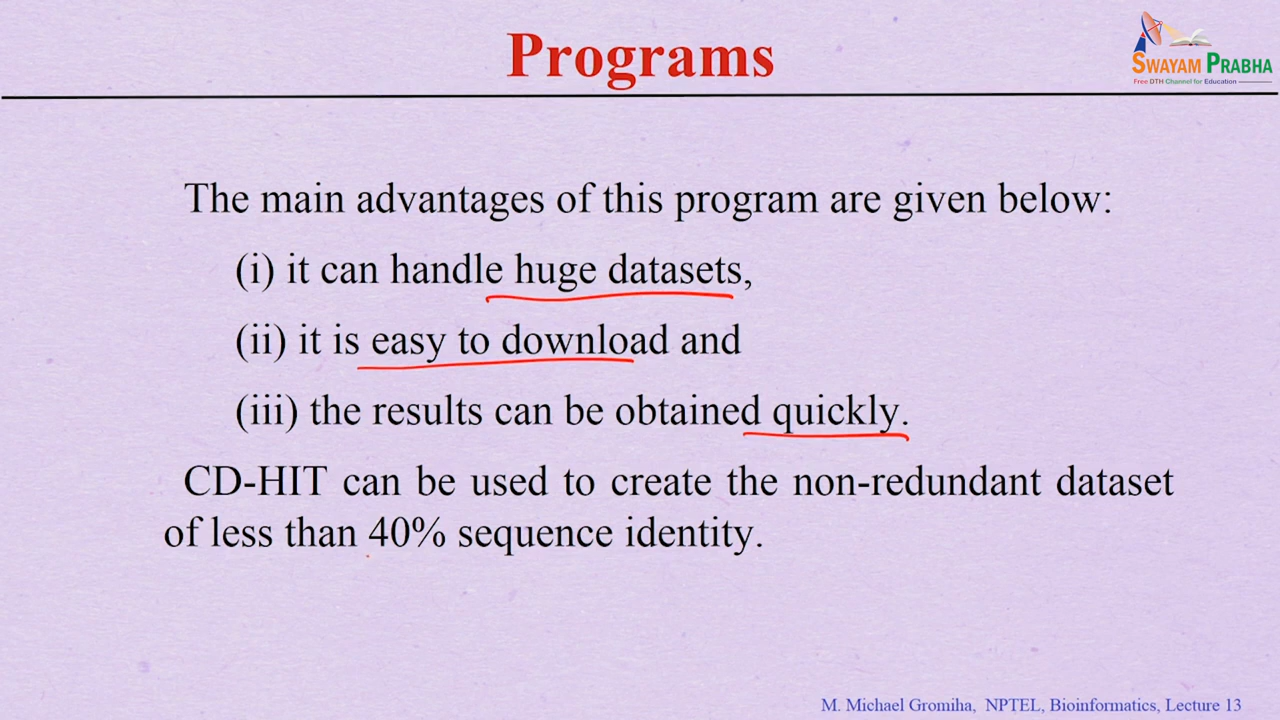 Programs
SWAYAM PRABHA
Free DTH Channel for Education
The main advantages of this program are given below:
(i) it can handle huge datasets,
(ii) it is easy to download and
(iii) the results can be obtained quickly.
CD-HIT can be used to create the non-redundant dataset
of less than 40% sequence identity.
M. Michael Gromiha, NPTEL, Bioinformatics, Lecture 13